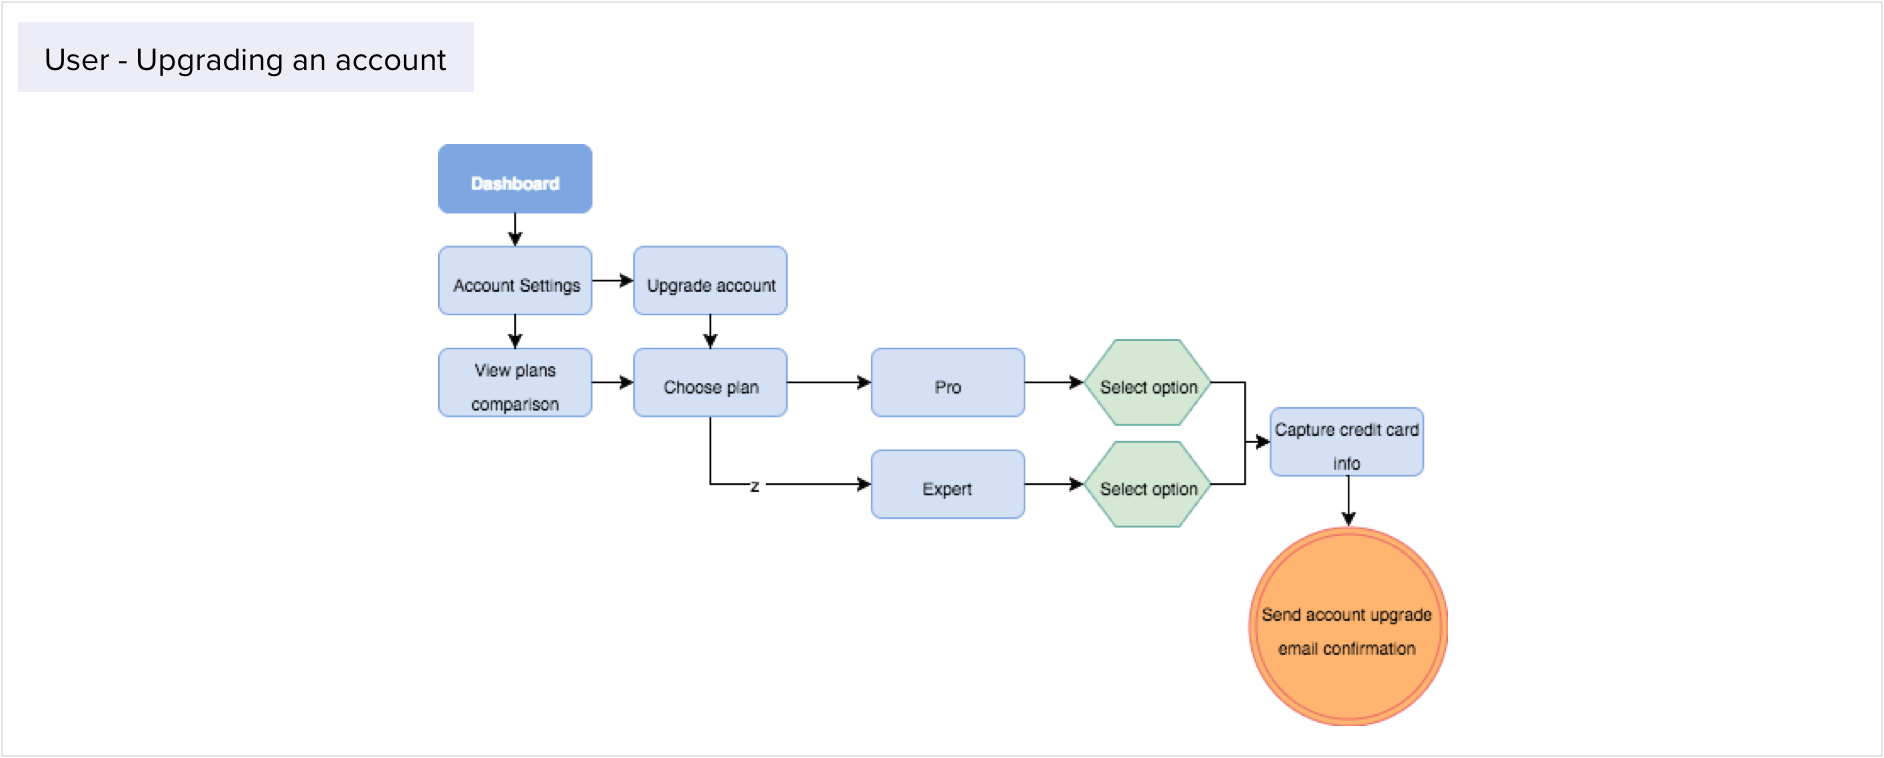 User - Upgrading an account
Dashboard
Account Settings
Upgrade account
View plans
comparison
Choose plan
Pro
Select option
Capture credit card
info
z
Expert
Select option
Send account upgrade
email confirmation